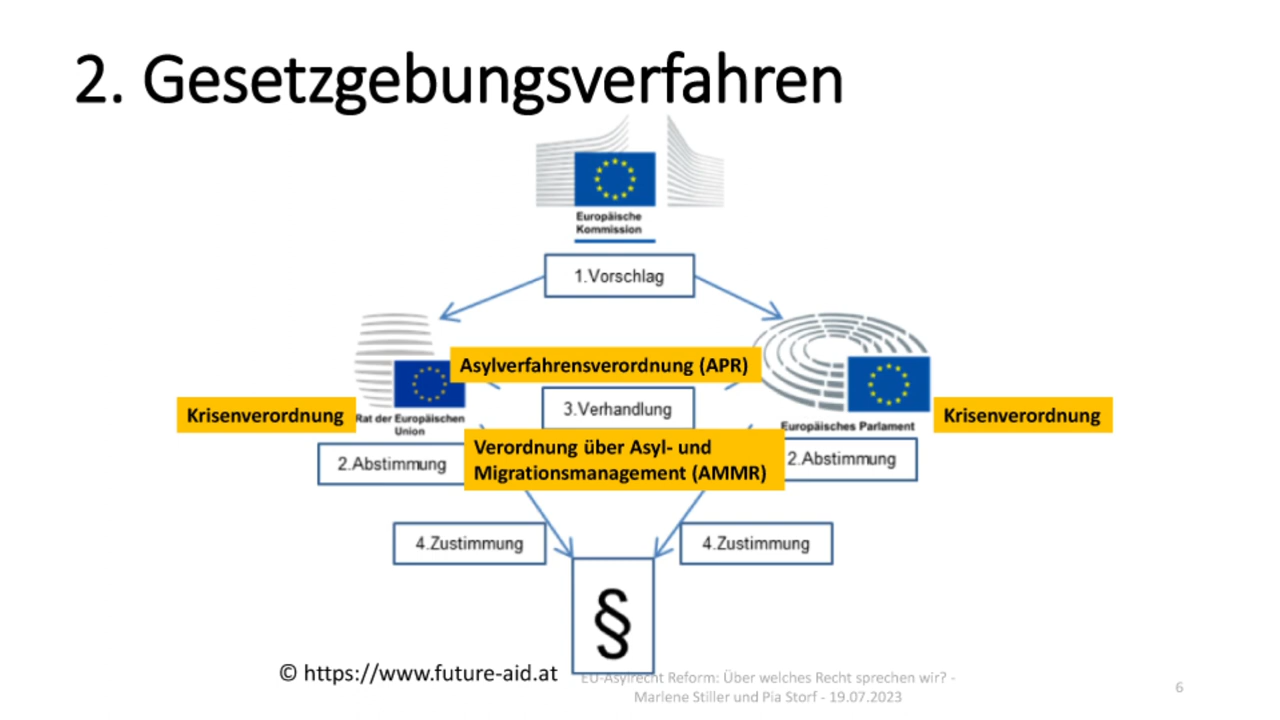 2. Gesetzgebungsverfahren
Europäische
Kommission
1.Vorschlag
Asylverfahrensverordnung (APR)
Krisenverordnung
Rat der Europäischen
Union
3.Verhandlung
Europäisches Parlament
Krisenverordnung
2.Abstimmung
Verordnung über Asyl- und
Migrationsmanagement (AMMR)
2.Abstimmung
4.Zustimmung
4.Zustimmung
§
© https://www.future-aid.at
EU-Asylrecht Reform: Über welches Recht sprechen wir? -
Marlene Stiller und Pia Storf - 19.07.2023
6